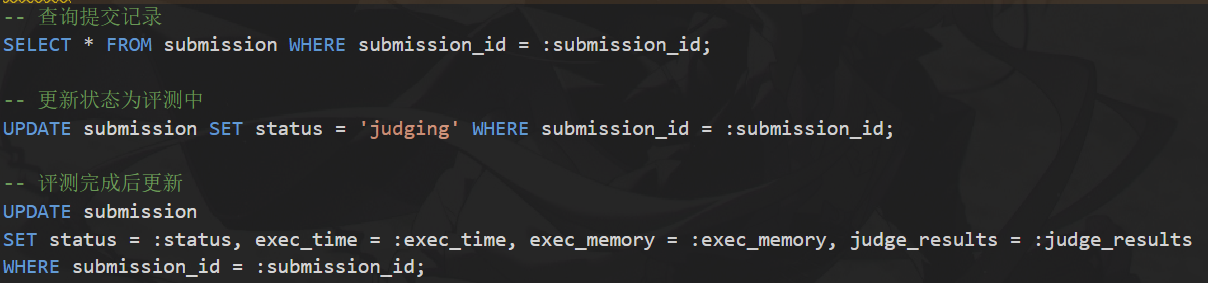 -- 查询提交记录
SELECT * FROM submission WHERE submission_id = :submission_id;
-- 更新状态为评测中
UPDATE submission SET status = 'judging' WHERE submission_id = :submission_id;
-- 评测完成后更新
UPDATE submission
SET status = :status, exec_time = :exec_time, exec_memory = :exec_memory, judge_results = :judge_results
WHERE submission_id = :submission_id;